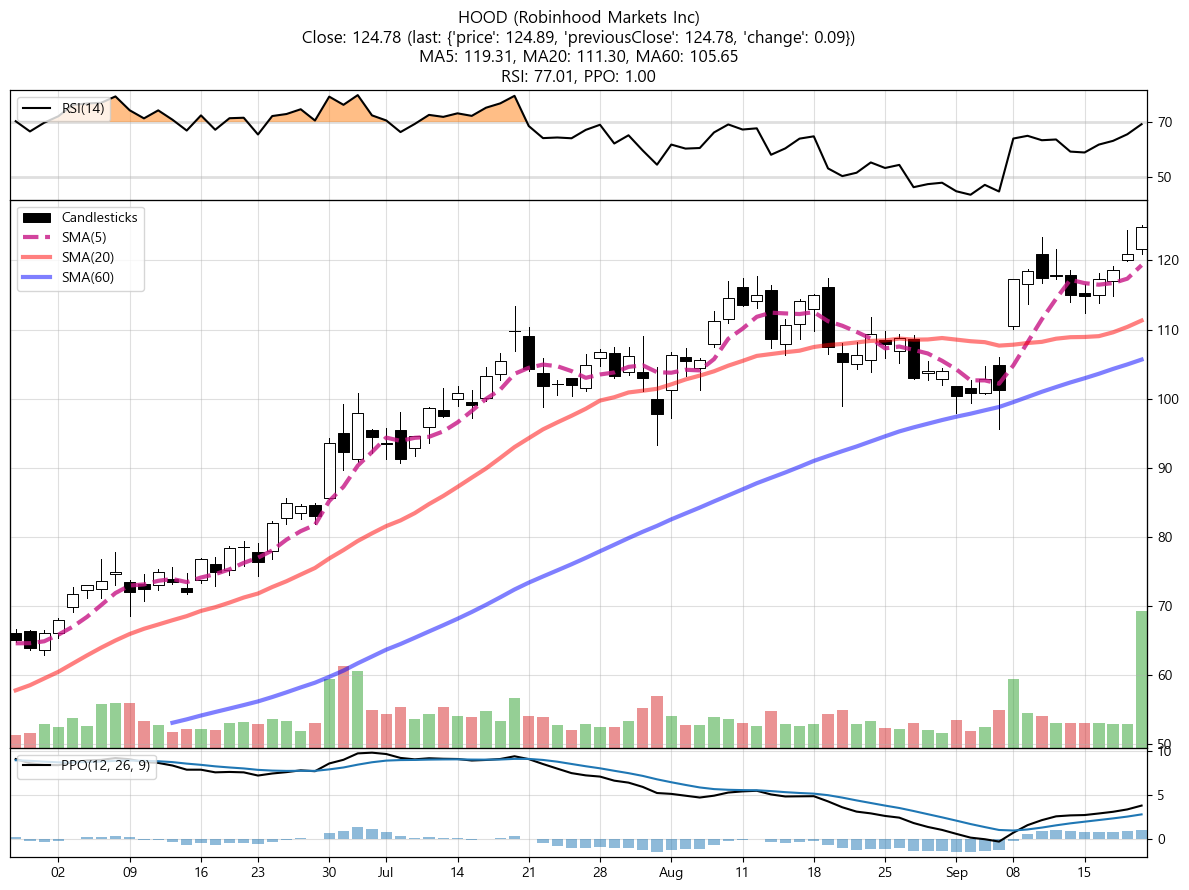 HOOD (Robinhood Markets Inc)
Close: 124.78 (last: {'price': 124.89, 'previousClose': 124.78, 'change': 0.09})
MA5: 119.31, MA20: 111.30, MA60: 105.65
RSI: 77.01, PPO: 1.00
RSI(14)
70
50
Candlesticks
SMA(5)
SMA(20)
SMA(60)
120
110
100
90
80
70
60
50
PPO(12, 26, 9)
10
5
0
02 09 16 23 30 Jul 14 21 28 Aug 11 18 25 Sep 08 15